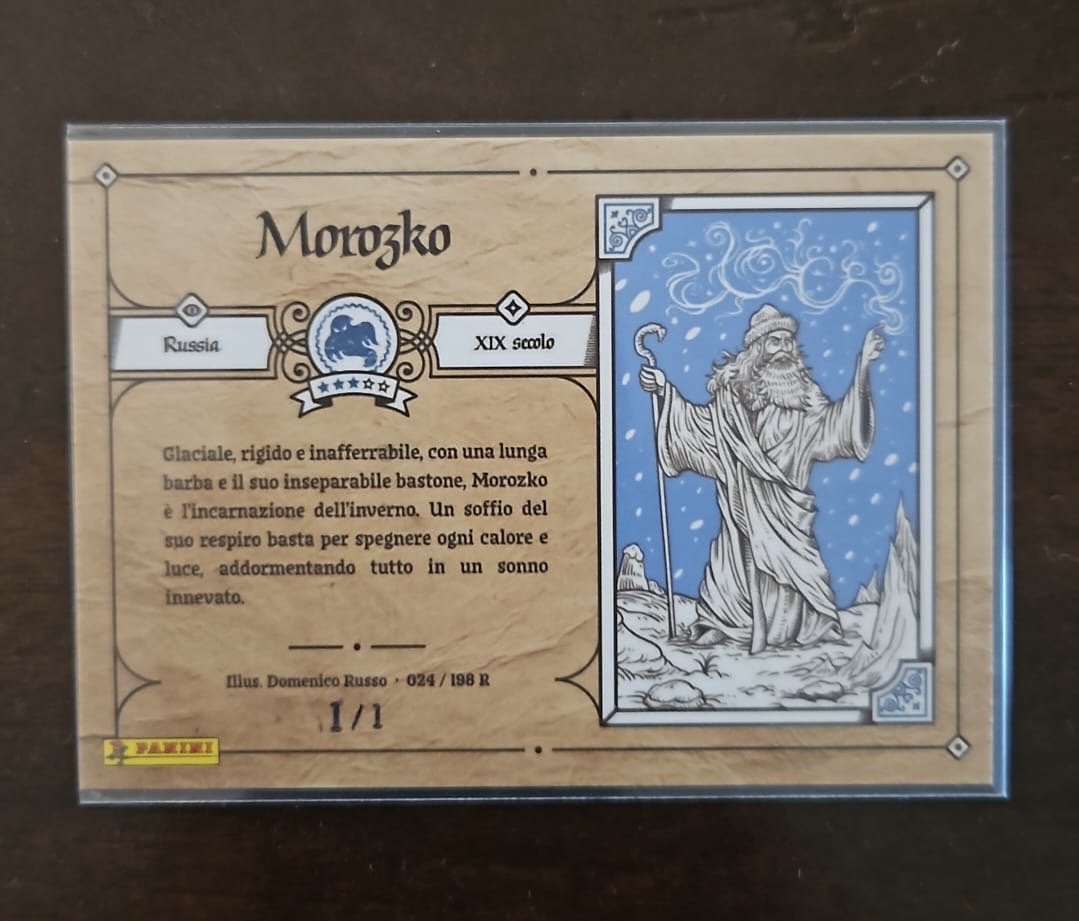 Morozko
Russia
XIX secolo
Glaciale, rigido e inafferrabile, con una lunga
barba e il suo inseparabile bastone, Morozko
è l'incarnazione dell'inverno. Un soffio del
suo respiro basta per spegnere ogni calore e
luce, addormentando tutto in un sonno
innevato.
Illus. Domenico Russo · 024 / 198 R
1/1
PANINI